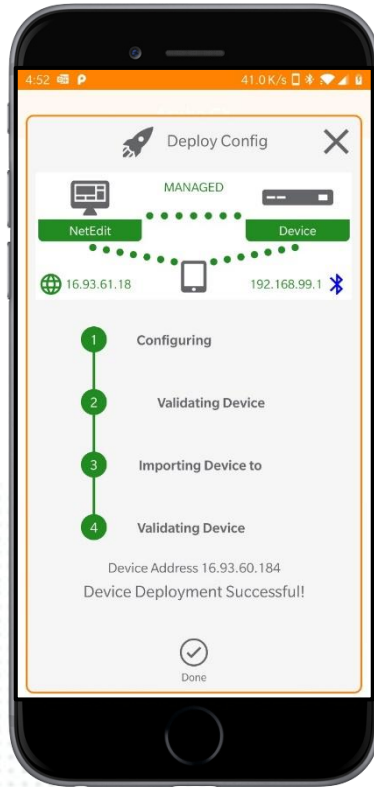 4:52 41.0 K/s
Deploy Config
MANAGED
NetEdit Device
16.93.61.18 192.168.99.1
1 Configuring
2 Validating Device
3 Importing Device to
4 Validating Device
Device Address 16.93.60.184
Device Deployment Successful!
Done